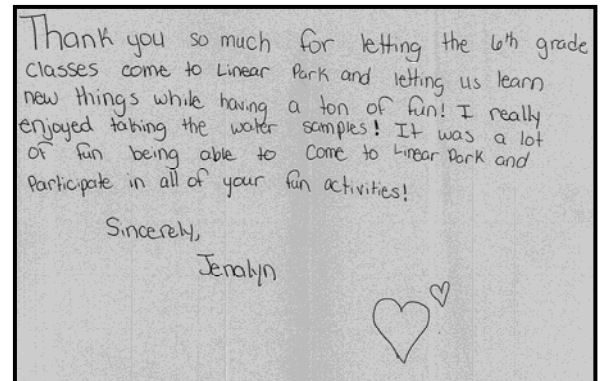 Thank you so much for letting the 6th grade
classes come to Linear Park and letting us learn
new things while having a ton of fun! I really
enjoyed taking the water samples! It was a lot
of fun being able to come to Linear Park and
Participate in all of your fun activities!
Sincerely,
Jenalyn